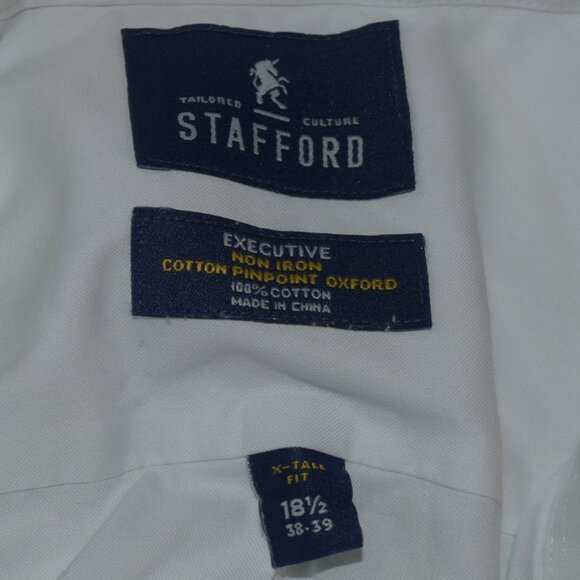 TAILORED CULTURE
STAFFORD
EXECUTIVE
NON IRON
COTTON PINPOINT OXFORD
100% COTTON
MADE IN CHINA
X-TALL
FIT
18½
38-39